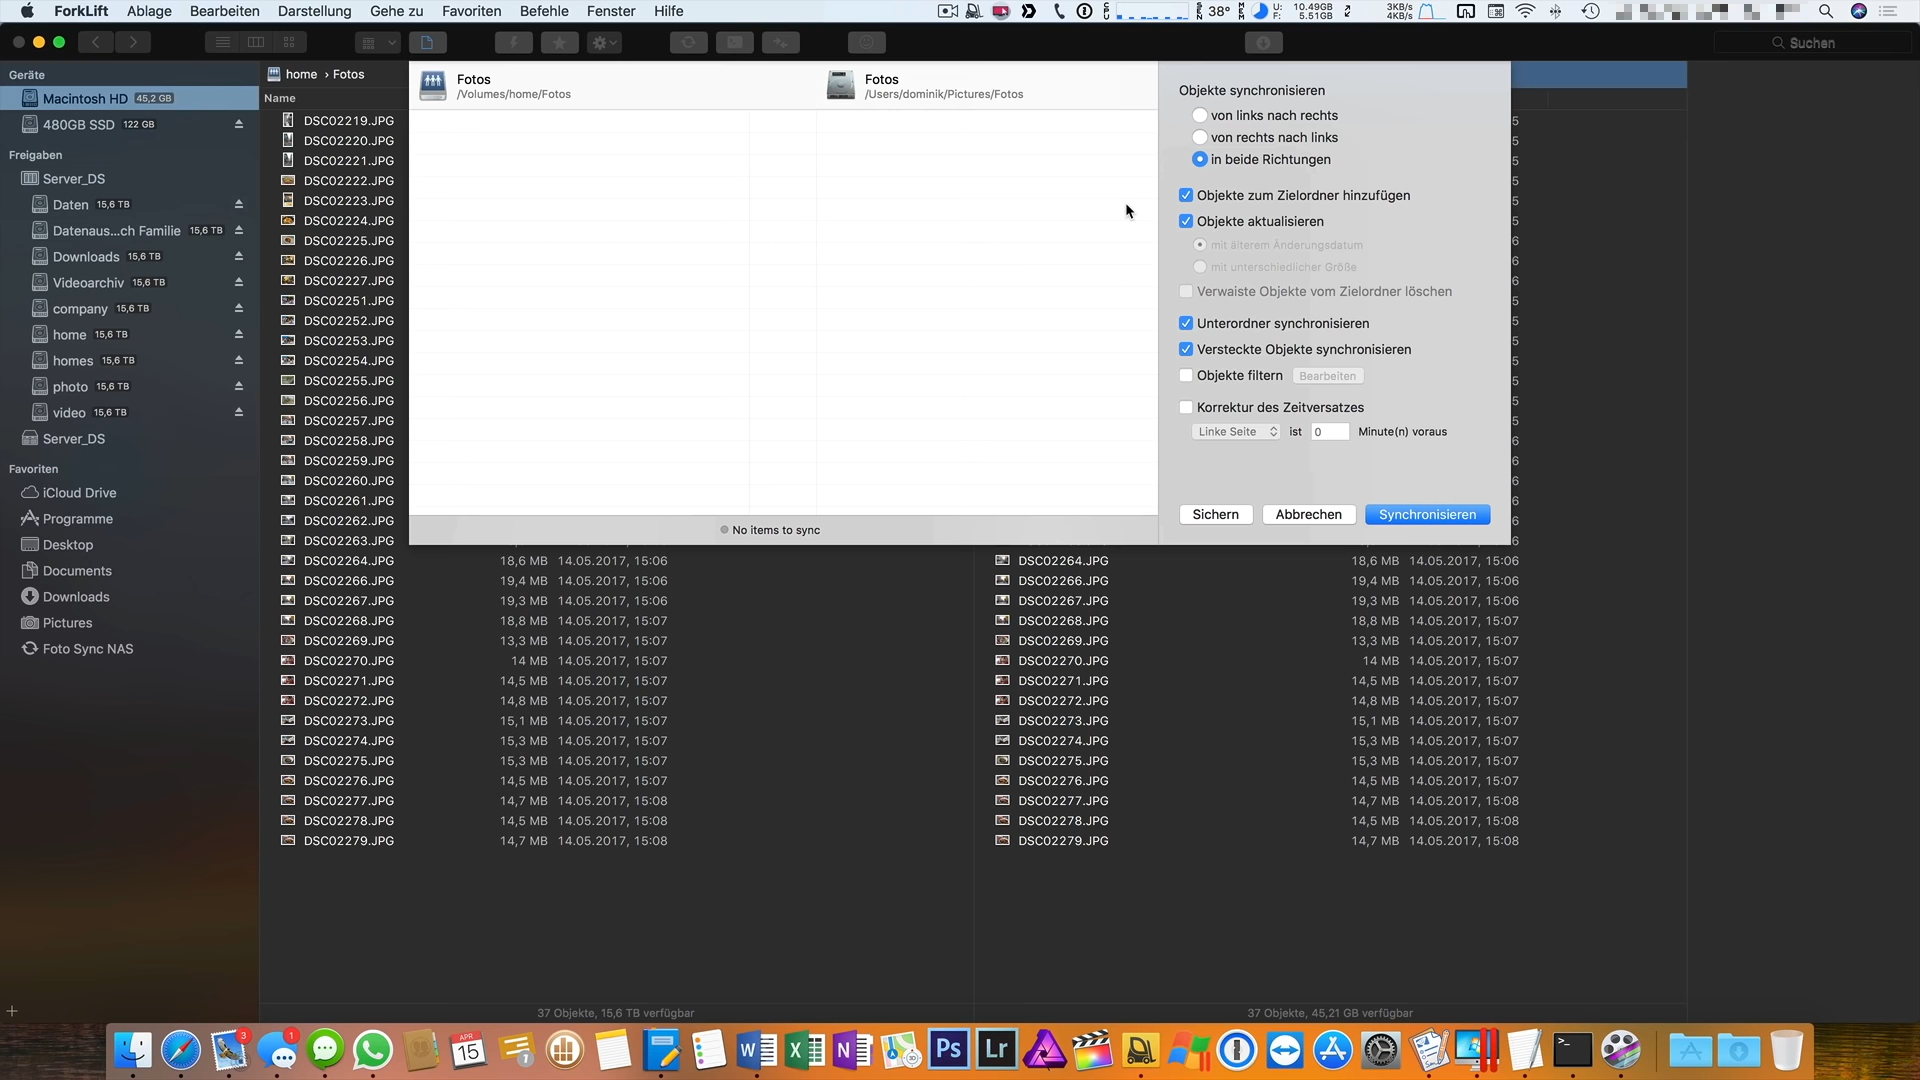 ForkLift Ablage Bearbeiten Darstellung Gehe zu Favoriten Befehle Fenster Hilfe
38° U: 10.49GB F: 5.51GB 3KB/s 4KB/s
Suchen
Geräte
Macintosh HD 45,2 GB
480GB SSD 122 GB
Freigaben
Server_DS
Daten 15,6 TB
Datenaus...ch Familie 15,6 TB
Downloads 15,6 TB
Videoarchiv 15,6 TB
company 15,6 TB
home 15,6 TB
homes 15,6 TB
photo 15,6 TB
video 15,6 TB
Server_DS
Favoriten
iCloud Drive
Programme
Desktop
Documents
Downloads
Pictures
Foto Sync NAS
home › Fotos
Name
DSC02219.JPG
DSC02220.JPG
DSC02221.JPG
DSC02222.JPG
DSC02223.JPG
DSC02224.JPG
DSC02225.JPG
DSC02226.JPG
DSC02227.JPG
DSC02251.JPG
DSC02252.JPG
DSC02253.JPG
DSC02254.JPG
DSC02255.JPG
DSC02256.JPG
DSC02257.JPG
DSC02258.JPG
DSC02259.JPG
DSC02260.JPG
DSC02261.JPG
DSC02262.JPG
DSC02263.JPG
DSC02264.JPG 18,6 MB 14.05.2017, 15:06
DSC02266.JPG 19,4 MB 14.05.2017, 15:06
DSC02267.JPG 19,3 MB 14.05.2017, 15:06
DSC02268.JPG 18,8 MB 14.05.2017, 15:07
DSC02269.JPG 13,3 MB 14.05.2017, 15:07
DSC02270.JPG 14 MB 14.05.2017, 15:07
DSC02271.JPG 14,5 MB 14.05.2017, 15:07
DSC02272.JPG 14,8 MB 14.05.2017, 15:07
DSC02273.JPG 15,1 MB 14.05.2017, 15:07
DSC02274.JPG 15,3 MB 14.05.2017, 15:07
DSC02275.JPG 15,3 MB 14.05.2017, 15:07
DSC02276.JPG 14,5 MB 14.05.2017, 15:07
DSC02277.JPG 14,7 MB 14.05.2017, 15:08
DSC02278.JPG 14,5 MB 14.05.2017, 15:08
DSC02279.JPG 14,7 MB 14.05.2017, 15:08
37 Objekte, 15,6 TB verfügbar
Fotos
/Volumes/home/Fotos
Fotos
/Users/dominik/Pictures/Fotos
No items to sync
Objekte synchronisieren
von links nach rechts
von rechts nach links
in beide Richtungen
Objekte zum Zielordner hinzufügen
Objekte aktualisieren
mit älterem Änderungsdatum
mit unterschiedlicher Größe
Verwaiste Objekte vom Zielordner löschen
Unterordner synchronisieren
Versteckte Objekte synchronisieren
Objekte filtern Bearbeiten
Korrektur des Zeitversatzes
Linke Seite ist 0 Minute(n) voraus
Sichern Abbrechen Synchronisieren
DSC02264.JPG 18,6 MB 14.05.2017, 15:06
DSC02266.JPG 19,4 MB 14.05.2017, 15:06
DSC02267.JPG 19,3 MB 14.05.2017, 15:06
DSC02268.JPG 18,8 MB 14.05.2017, 15:07
DSC02269.JPG 13,3 MB 14.05.2017, 15:07
DSC02270.JPG 14 MB 14.05.2017, 15:07
DSC02271.JPG 14,5 MB 14.05.2017, 15:07
DSC02272.JPG 14,8 MB 14.05.2017, 15:07
DSC02273.JPG 15,1 MB 14.05.2017, 15:07
DSC02274.JPG 15,3 MB 14.05.2017, 15:07
DSC02275.JPG 15,3 MB 14.05.2017, 15:07
DSC02276.JPG 14,5 MB 14.05.2017, 15:07
DSC02277.JPG 14,7 MB 14.05.2017, 15:08
DSC02278.JPG 14,5 MB 14.05.2017, 15:08
DSC02279.JPG 14,7 MB 14.05.2017, 15:08
37 Objekte, 45,21 GB verfügbar
3 1 APR 15 Ps Lr